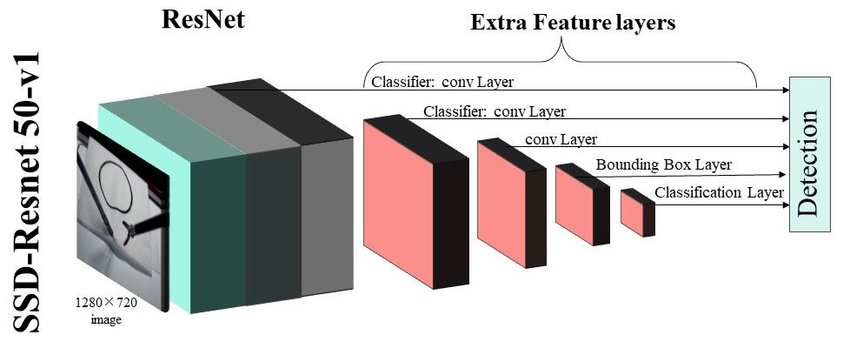 SSD-Resnet 50-v1
ResNet
Extra Feature layers
Classifier: conv Layer
Classifier: conv Layer
conv Layer
Bounding Box Layer
Classification Layer
Detection
1280×720
image